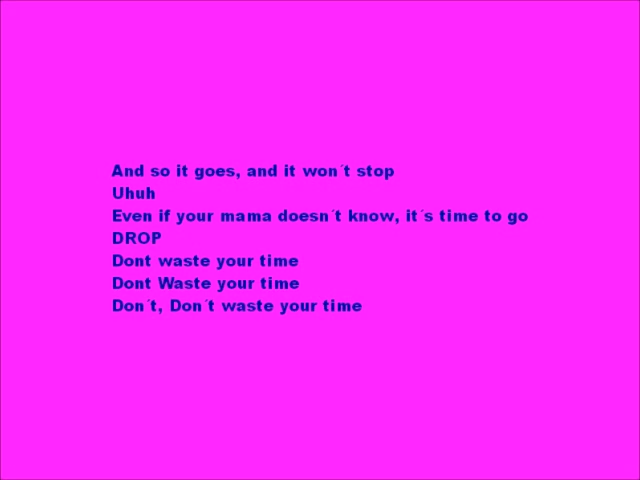 And so it goes, and it won´t stop
Uhuh
Even if your mama doesn´t know, it´s time to go
DROP
Dont waste your time
Dont Waste your time
Don´t, Don´t waste your time